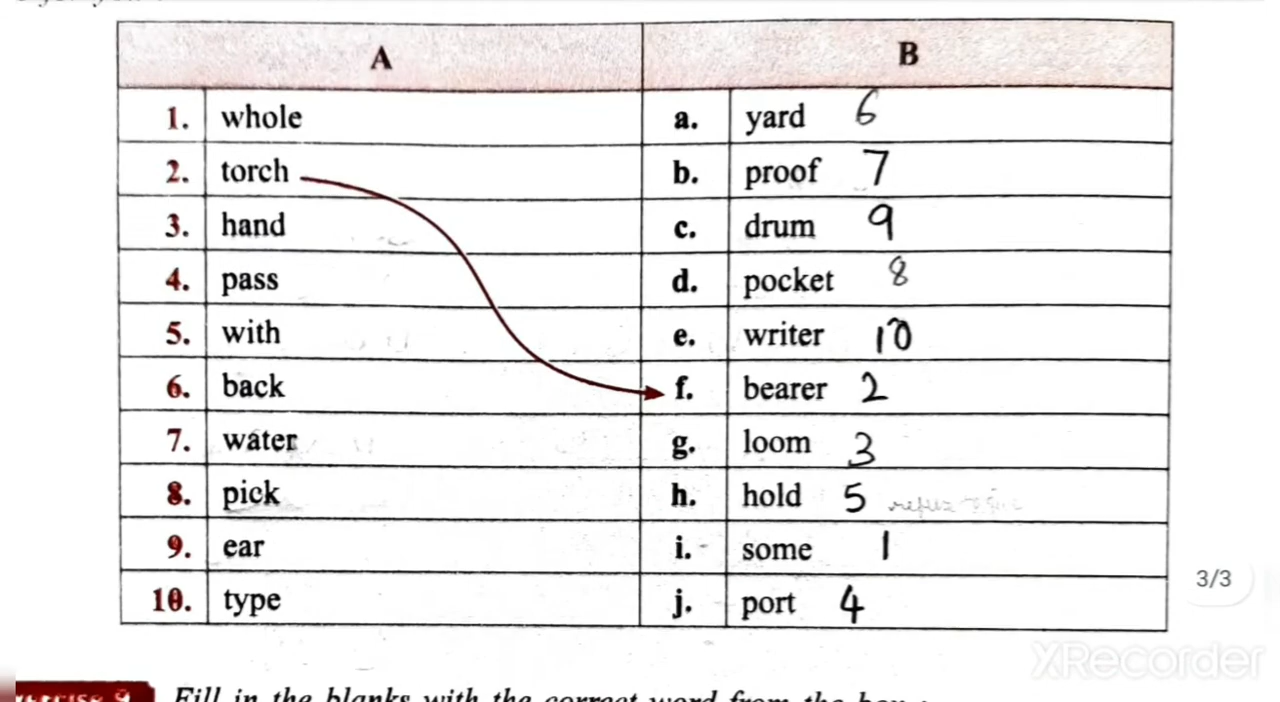 A B
1. whole a. yard 6
2. torch b. proof 7
3. hand c. drum 9
4. pass d. pocket 8
5. with e. writer 10
6. back f. bearer 2
7. water g. loom 3
8. pick h. hold 5
9. ear i. some 1
10. type j. port 4
3/3
XRecorder
9 Fill in the blanks with the correct word from the box